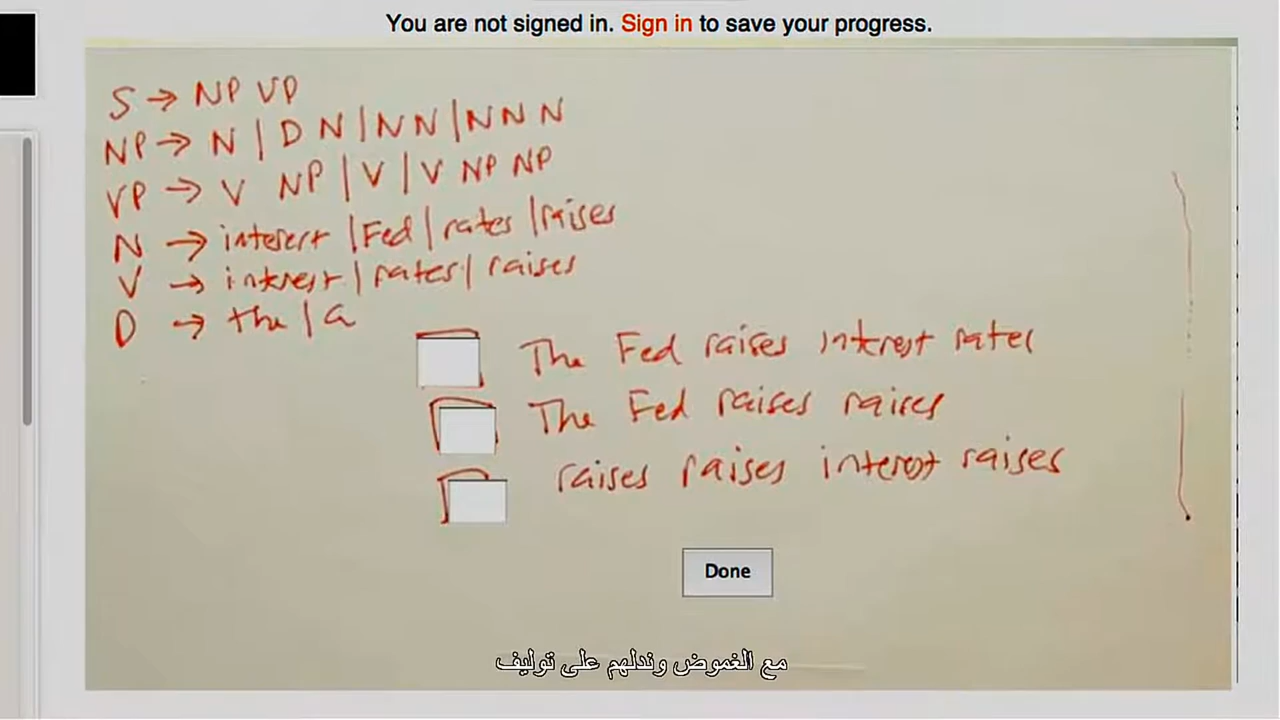 You are not signed in. Sign in to save your progress.
S → NP VP
NP → N | D N | N N | N N N
VP → V NP | V | V NP NP
N → interest | Fed | rates | raises
V → interest | rates | raises
D → the | a
The Fed raises interest rates
The Fed raises raises
raises raises interest raises
Done
مع الغموض وندلهم على توليف